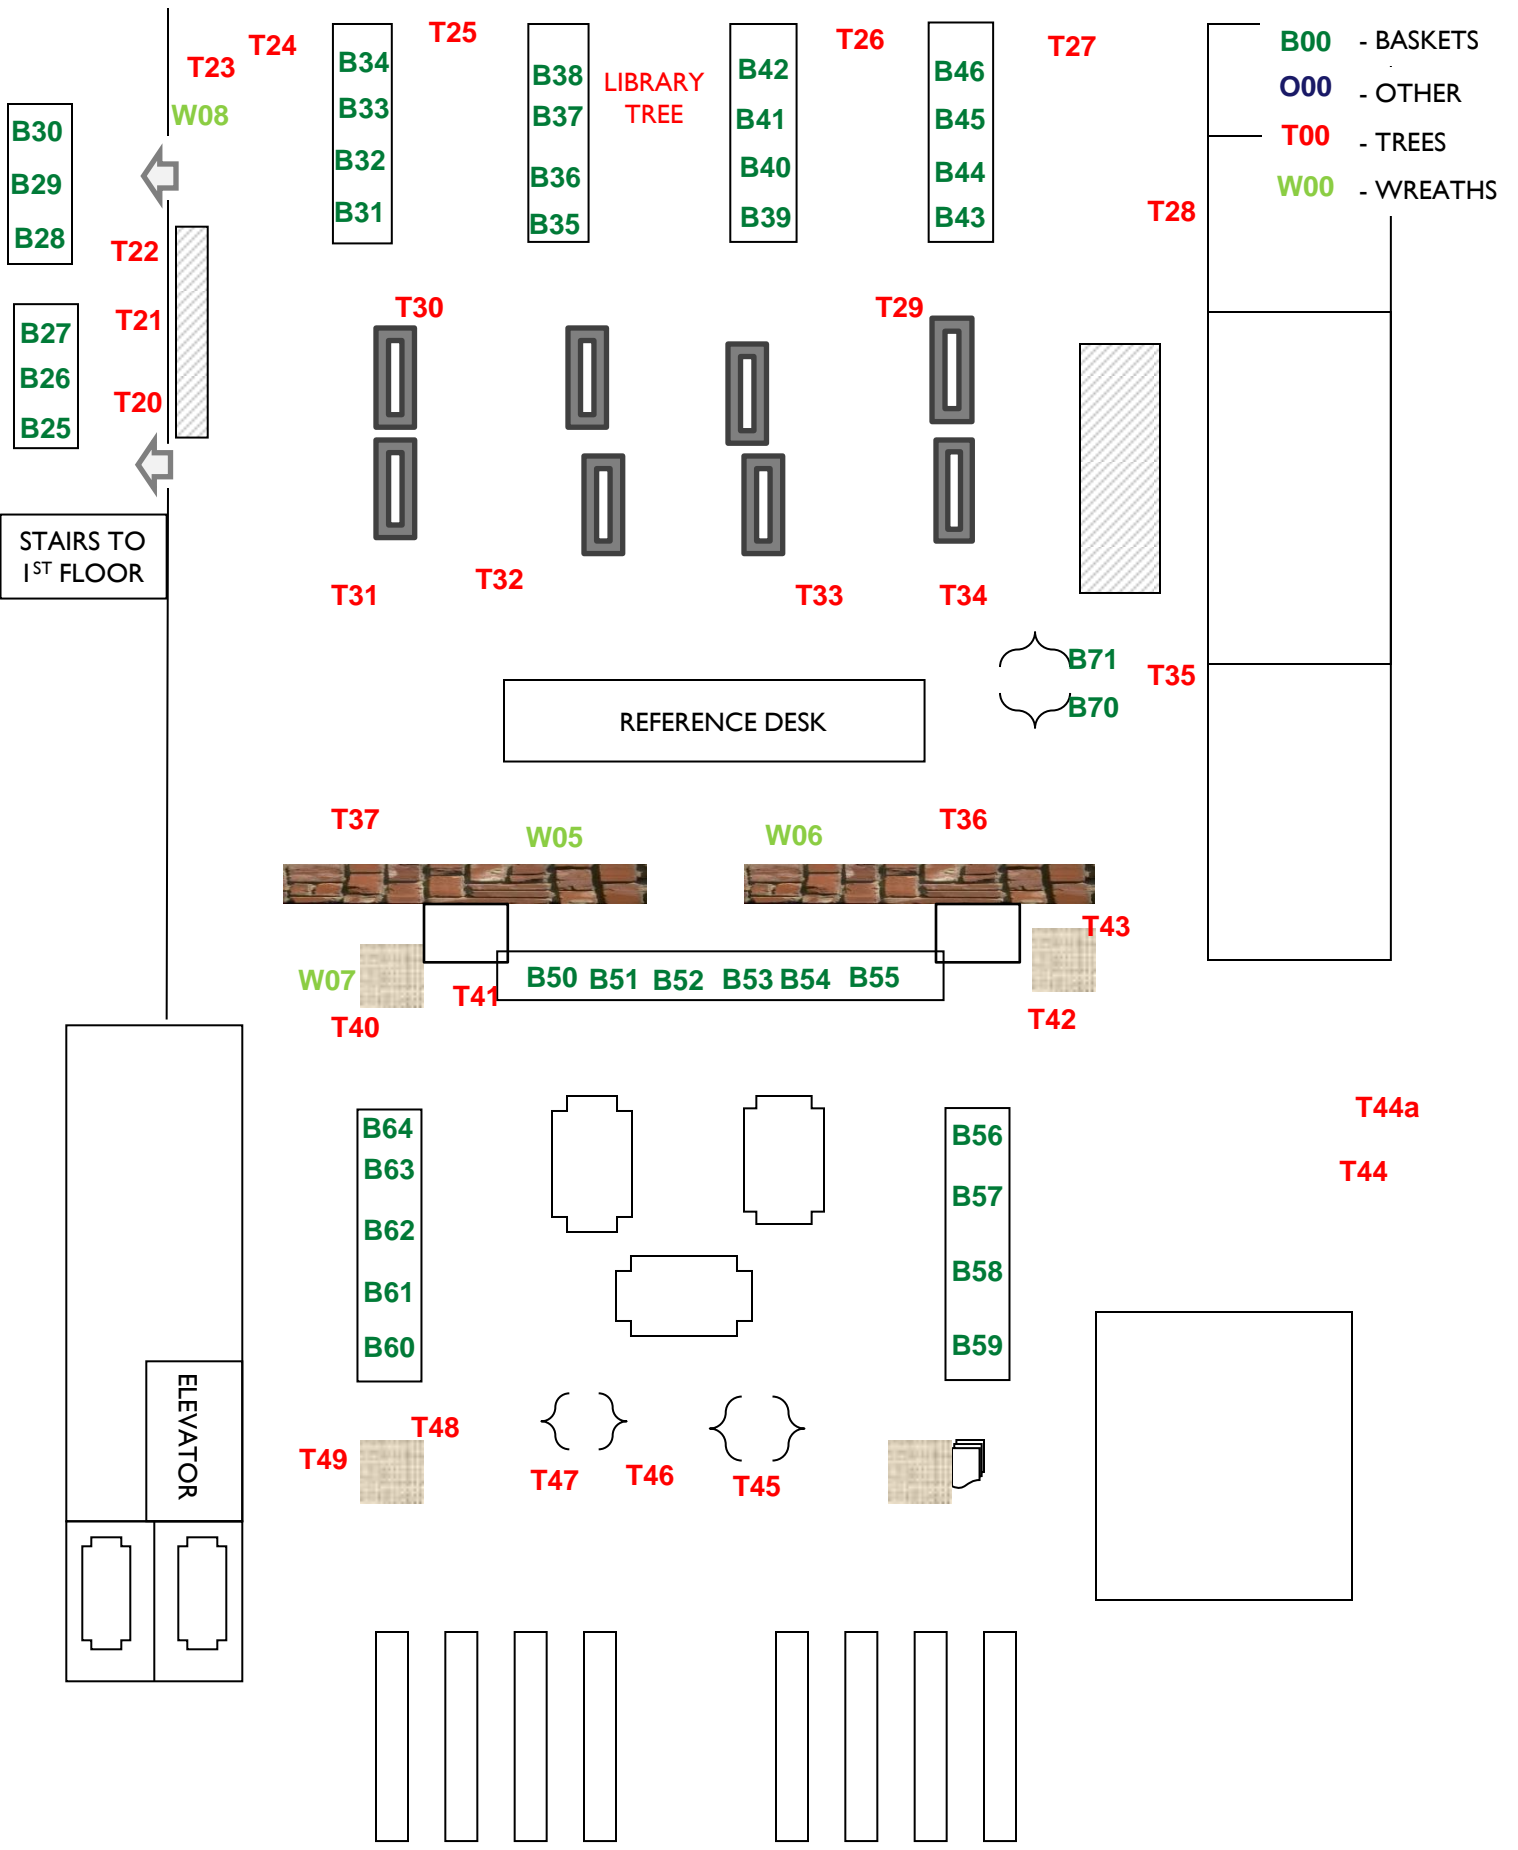 T23
T24
T25
T26
T27
B00 - BASKETS
O00 - OTHER
T00 - TREES
W00 - WREATHS
W08
B30
B29
B28
B34
B33
B32
B31
B38
B37
B36
B35
LIBRARY
TREE
B42
B41
B40
B39
B46
B45
B44
B43
T28
T22
T21
T20
B27
B26
B25
T30
T29
STAIRS TO
1ST FLOOR
T31
T32
T33
T34
B71
B70
T35
REFERENCE DESK
T37
W05
W06
T36
T43
W07
T41
T40
B50 B51 B52 B53 B54 B55
T42
T44a
T44
B64
B63
B62
B61
B60
B56
B57
B58
B59
ELEVATOR
T49
T48
T47
T46
T45